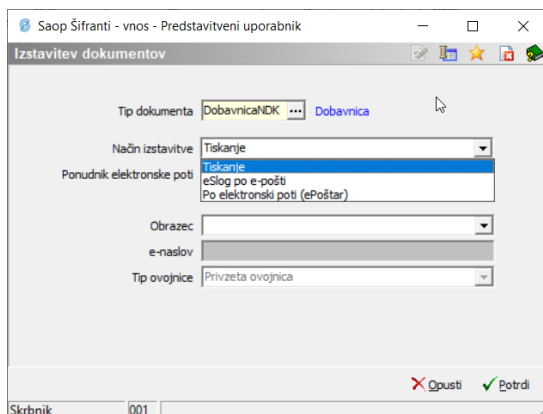 Saop Šifranti - vnos - Predstavitveni uporabnik
Izstavitev dokumentov
Tip dokumenta DobavnicaNDK ... Dobavnica
Način izstavitve Tiskanje
Tiskanje
Ponudnik elektronske poti eSlog po e-pošti
Po elektronski poti (ePoštar)
Obrazec
e-naslov
Tip ovojnice Privzeta ovojnica
Opusti Potrdi
Skrbnik 001